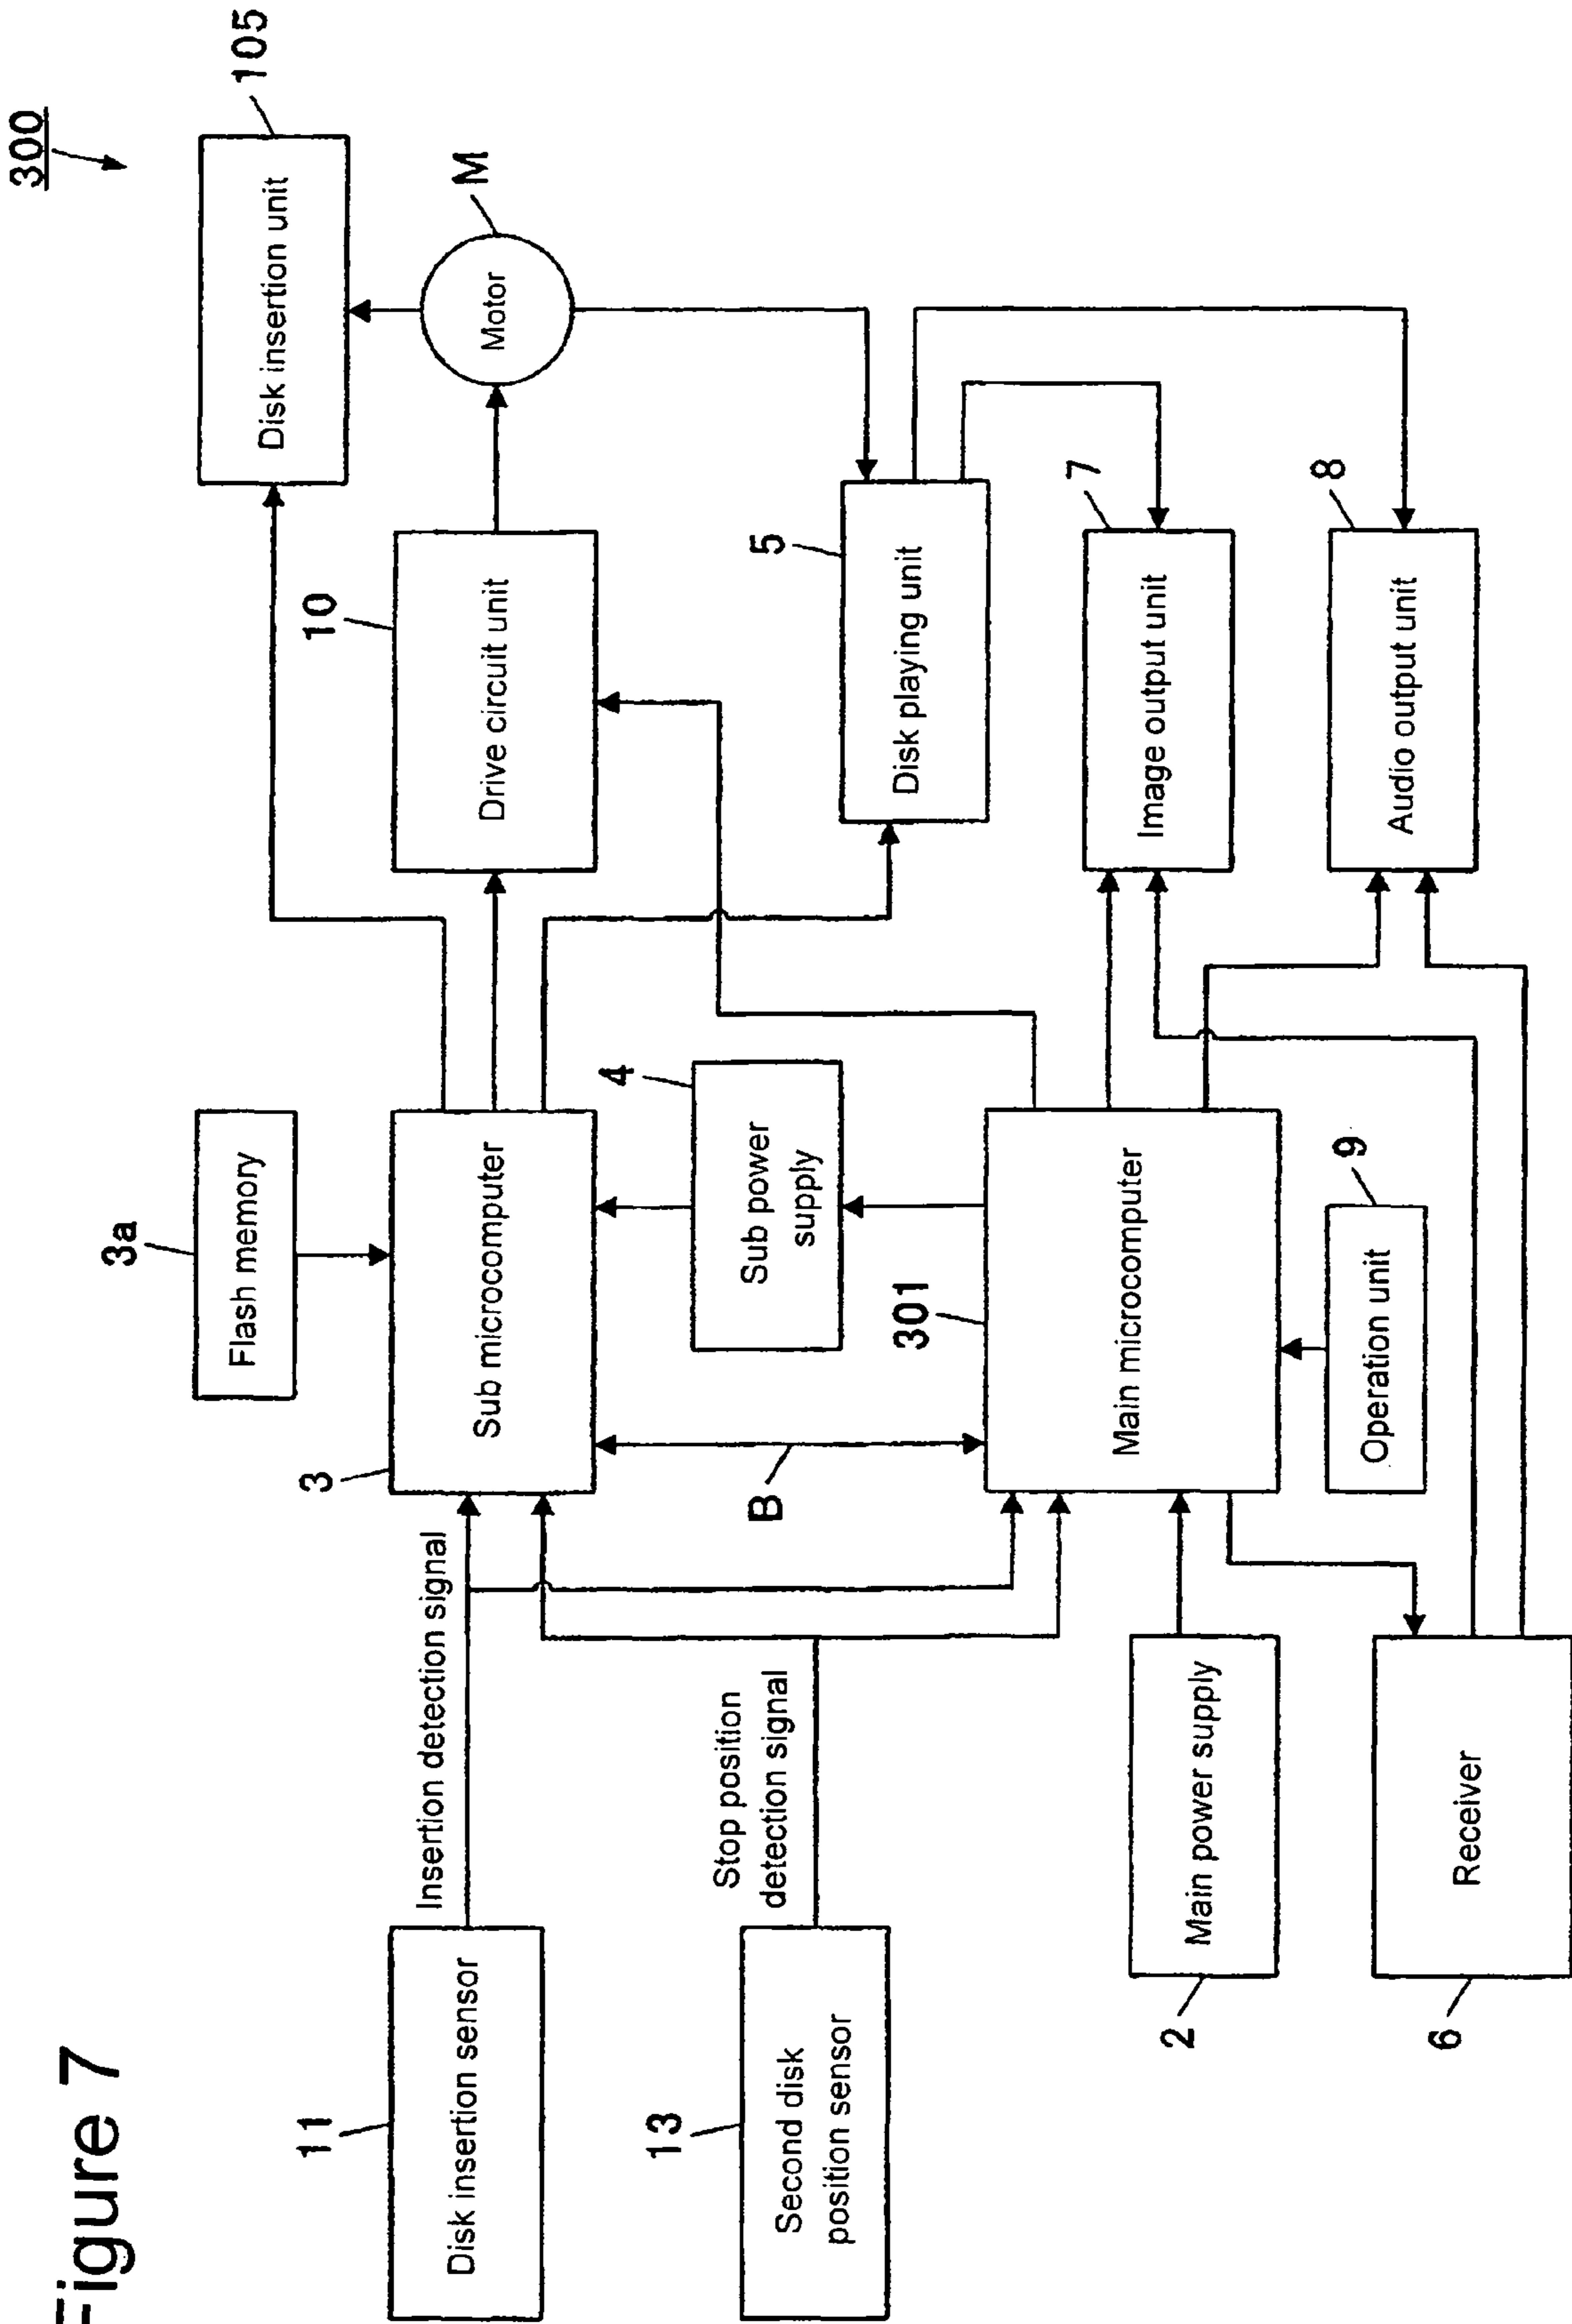 Figure 7
300
3a
Flash memory
105
Disk insertion unit
11
Disk insertion sensor
Insertion detection signal
3
Sub microcomputer
10
Drive circuit unit
M
Motor
13
Second disk
position sensor
Stop position
detection signal
B
4
Sub power
supply
5
Disk playing unit
301
Main microcomputer
2
Main power supply
7
Image output unit
9
Operation unit
6
Receiver
8
Audio output unit